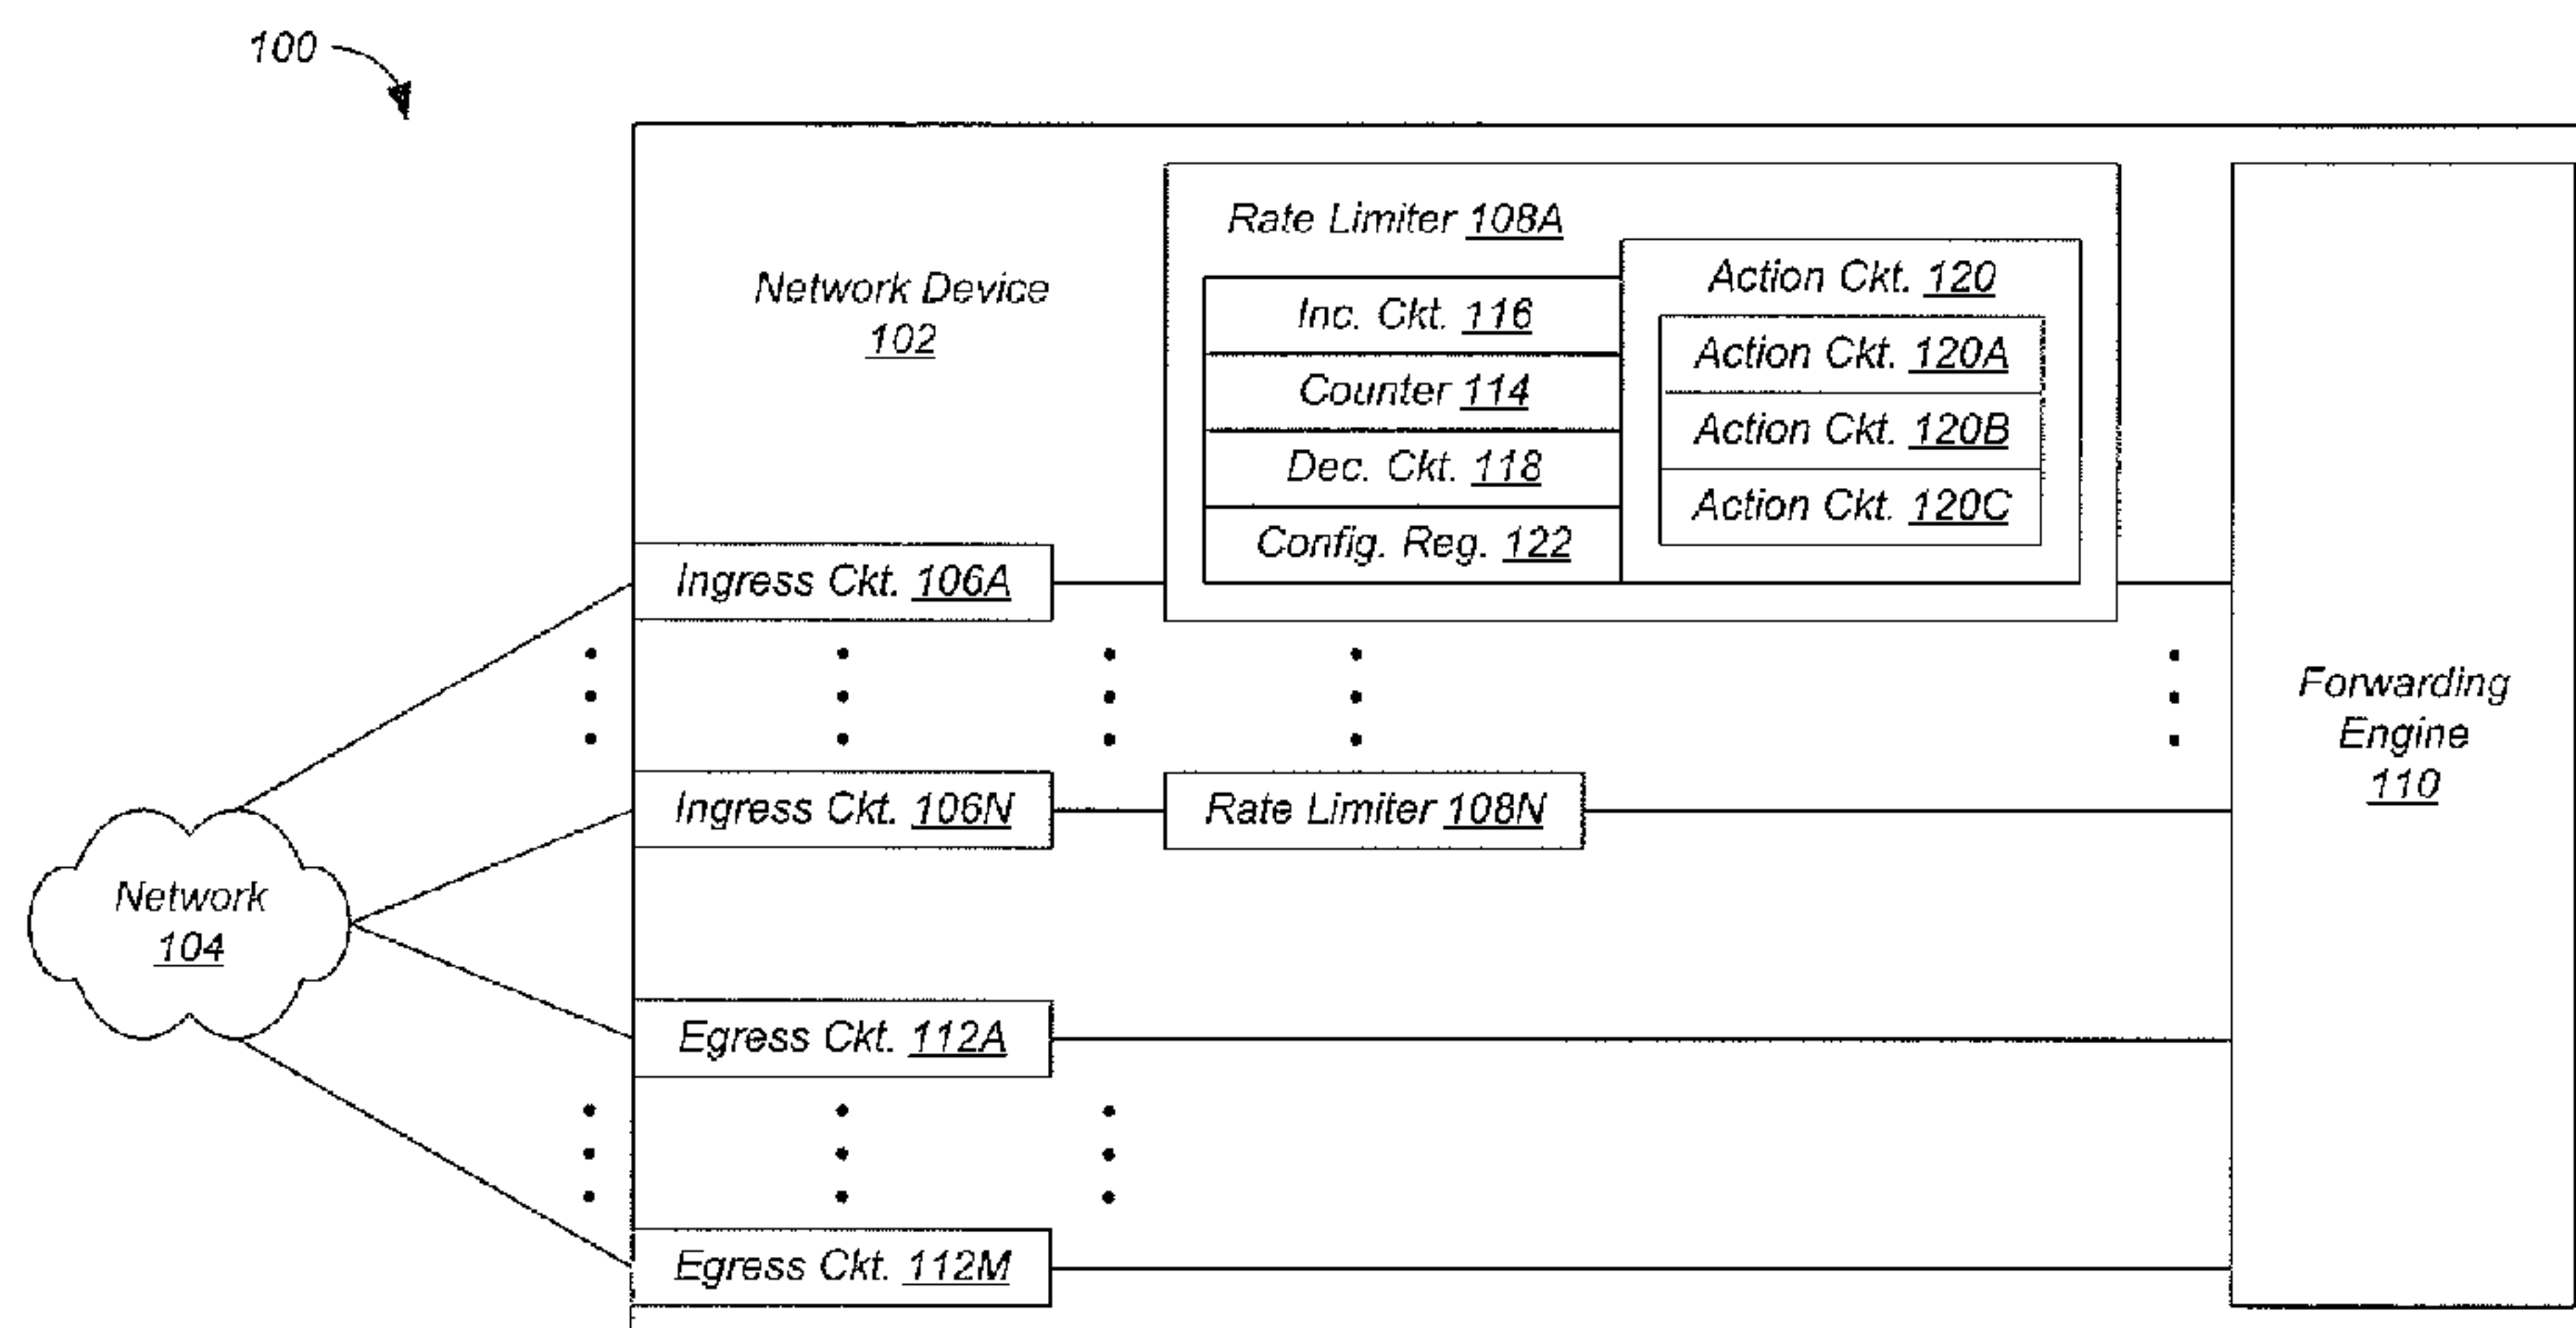 100
Network Device
102
Rate Limiter 108A
Inc. Ckt. 116
Counter 114
Dec. Ckt. 118
Config. Reg. 122
Action Ckt. 120
Action Ckt. 120A
Action Ckt. 120B
Action Ckt. 120C
Ingress Ckt. 106A
Ingress Ckt. 106N
Rate Limiter 108N
Forwarding
Engine
110
Network
104
Egress Ckt. 112A
Egress Ckt. 112M